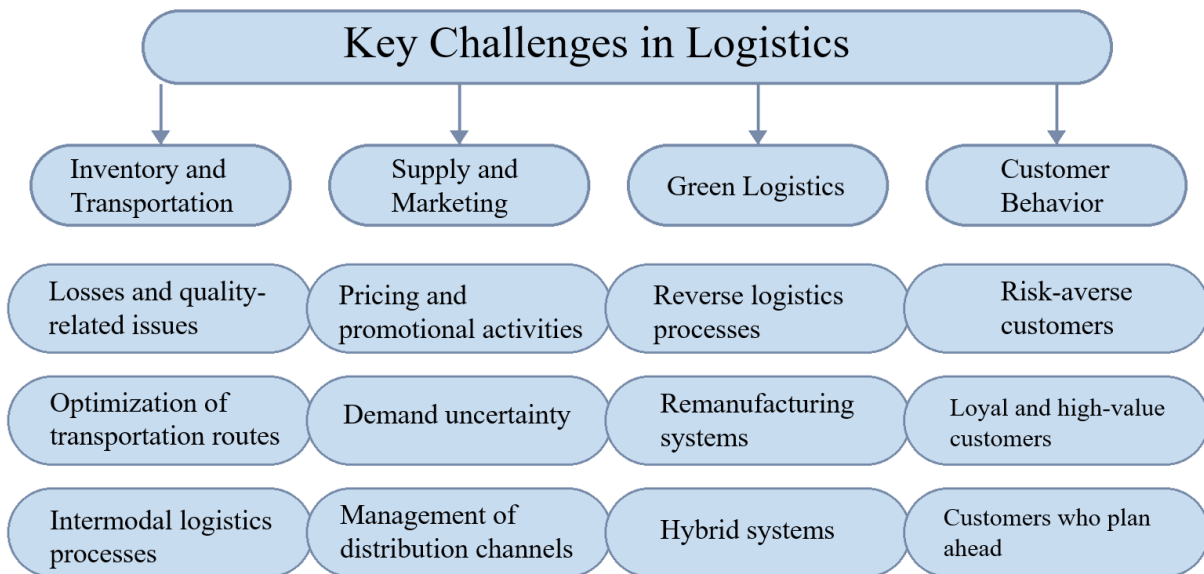 Key Challenges in Logistics
Inventory and
Transportation
Supply and
Marketing
Green Logistics
Customer
Behavior
Losses and quality-
related issues
Pricing and
promotional activities
Reverse logistics
processes
Risk-averse
customers
Optimization of
transportation routes
Demand uncertainty
Remanufacturing
systems
Loyal and high-value
customers
Intermodal logistics
processes
Management of
distribution channels
Hybrid systems
Customers who plan
ahead